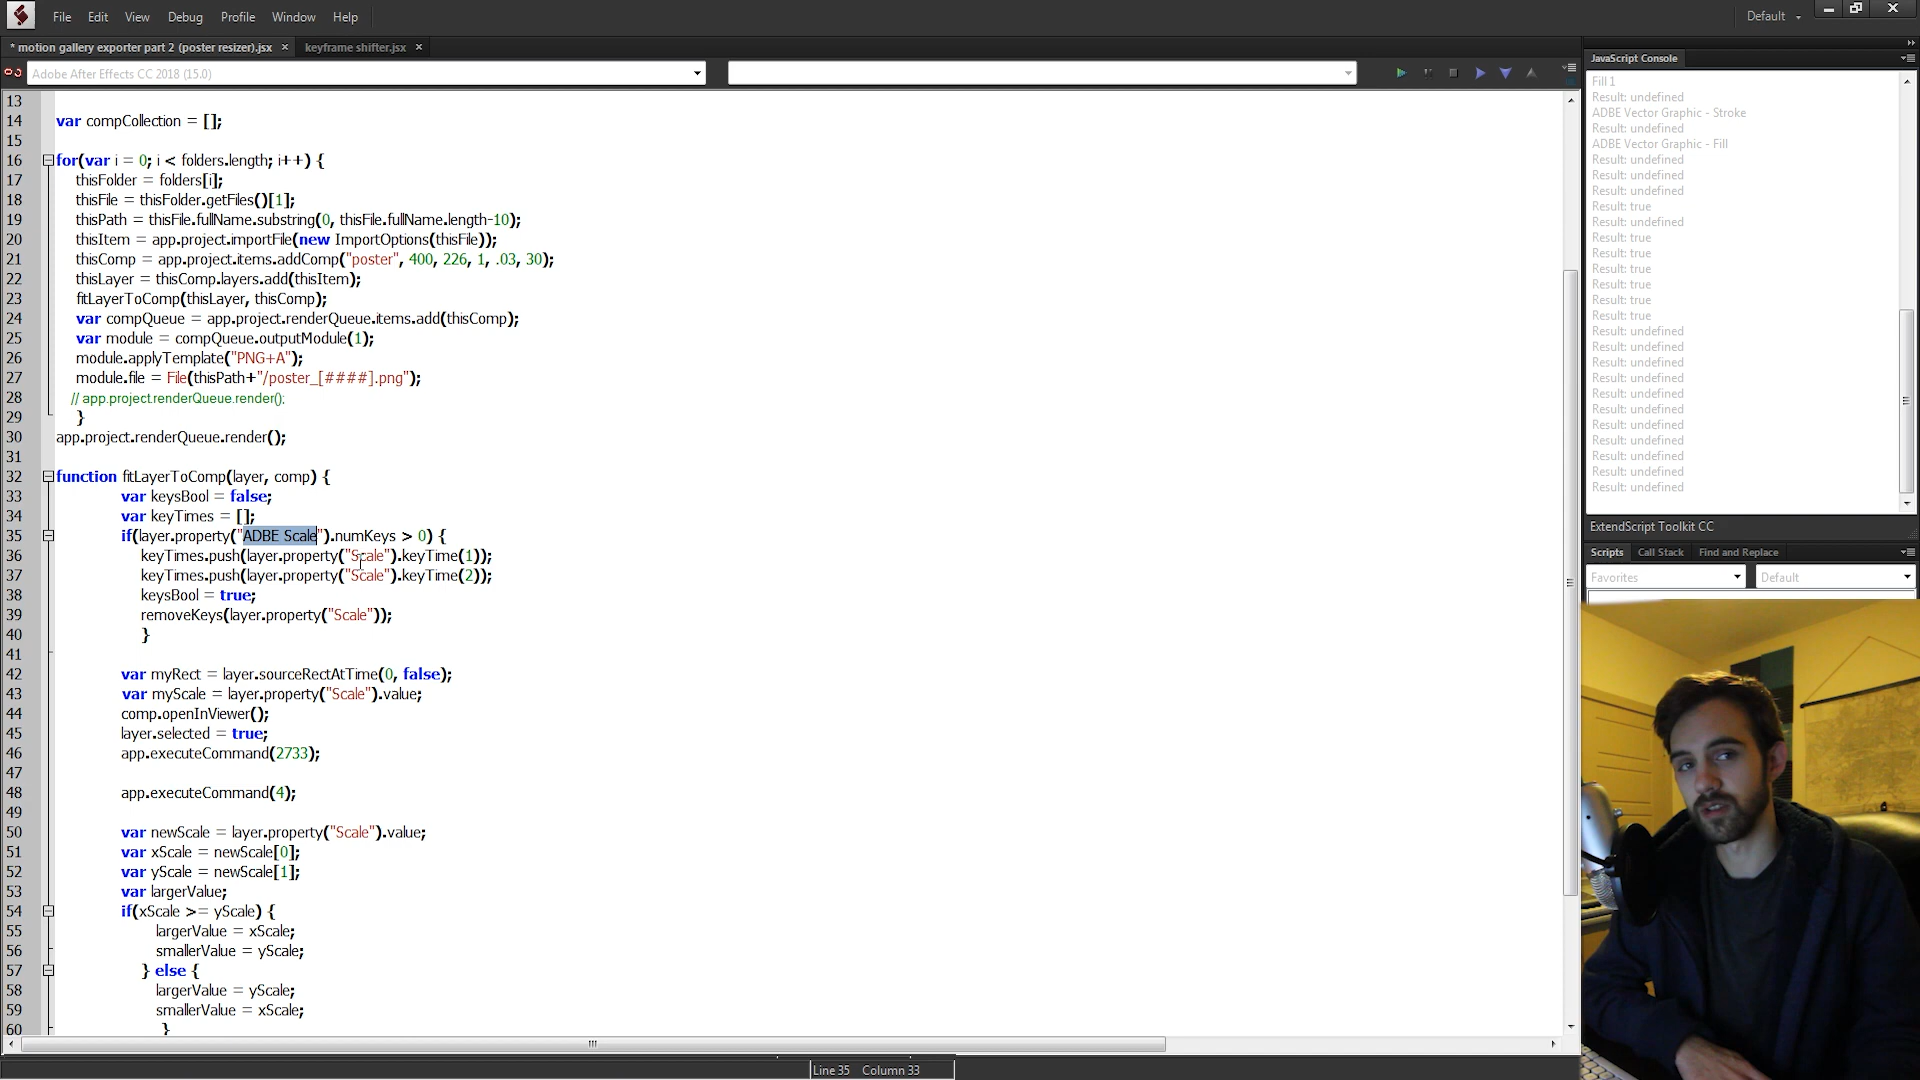 File Edit View Debug Profile Window Help
Default
* motion gallery exporter part 2 (poster resizer).jsx
keyframe shifter.jsx
Adobe After Effects CC 2018 (15.0)
13
14 var compCollection = [];
15
16 for(var i = 0; i < folders.length; i++) {
17 thisFolder = folders[i];
18 thisFile = thisFolder.getFiles()[1];
19 thisPath = thisFile.fullName.substring(0, thisFile.fullName.length-10);
20 thisItem = app.project.importFile(new ImportOptions(thisFile));
21 thisComp = app.project.items.addComp("poster", 400, 226, 1, .03, 30);
22 thisLayer = thisComp.layers.add(thisItem);
23 fitLayerToComp(thisLayer, thisComp);
24 var compQueue = app.project.renderQueue.items.add(thisComp);
25 var module = compQueue.outputModule(1);
26 module.applyTemplate("PNG+A");
27 module.file = File(thisPath+"/poster_[####].png");
28 // app.project.renderQueue.render();
29 }
30 app.project.renderQueue.render();
31
32 function fitLayerToComp(layer, comp) {
33 var keysBool = false;
34 var keyTimes = [];
35 if(layer.property("ADBE Scale").numKeys > 0) {
36 keyTimes.push(layer.property("Scale").keyTime(1));
37 keyTimes.push(layer.property("Scale").keyTime(2));
38 keysBool = true;
39 removeKeys(layer.property("Scale"));
40 }
41
42 var myRect = layer.sourceRectAtTime(0, false);
43 var myScale = layer.property("Scale").value;
44 comp.openInViewer();
45 layer.selected = true;
46 app.executeCommand(2733);
47
48 app.executeCommand(4);
49
50 var newScale = layer.property("Scale").value;
51 var xScale = newScale[0];
52 var yScale = newScale[1];
53 var largerValue;
54 if(xScale >= yScale) {
55 largerValue = xScale;
56 smallerValue = yScale;
57 } else {
58 largerValue = yScale;
59 smallerValue = xScale;
60 }
Line 35 Column 33
JavaScript Console
Fill 1
Result: undefined
ADBE Vector Graphic - Stroke
Result: undefined
ADBE Vector Graphic - Fill
Result: undefined
Result: undefined
Result: undefined
Result: true
Result: undefined
Result: true
Result: true
Result: true
Result: true
Result: true
Result: true
Result: undefined
Result: undefined
Result: undefined
Result: undefined
Result: undefined
Result: undefined
Result: undefined
Result: undefined
Result: undefined
Result: undefined
Result: undefined
ExtendScript Toolkit CC
Scripts Call Stack Find and Replace
Favorites Default